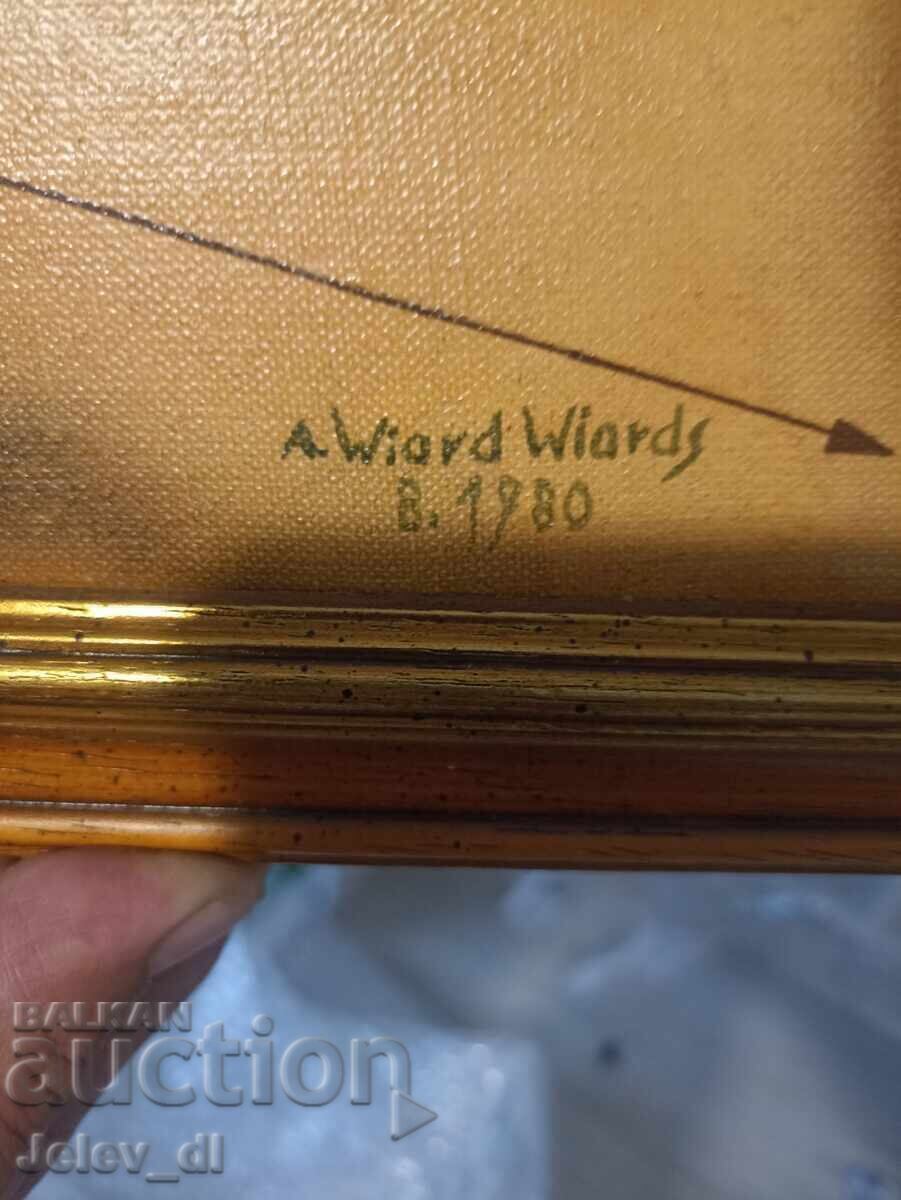 A. Wiard Wiards
B. 1980
BALKAN
auction
Jelev_dl